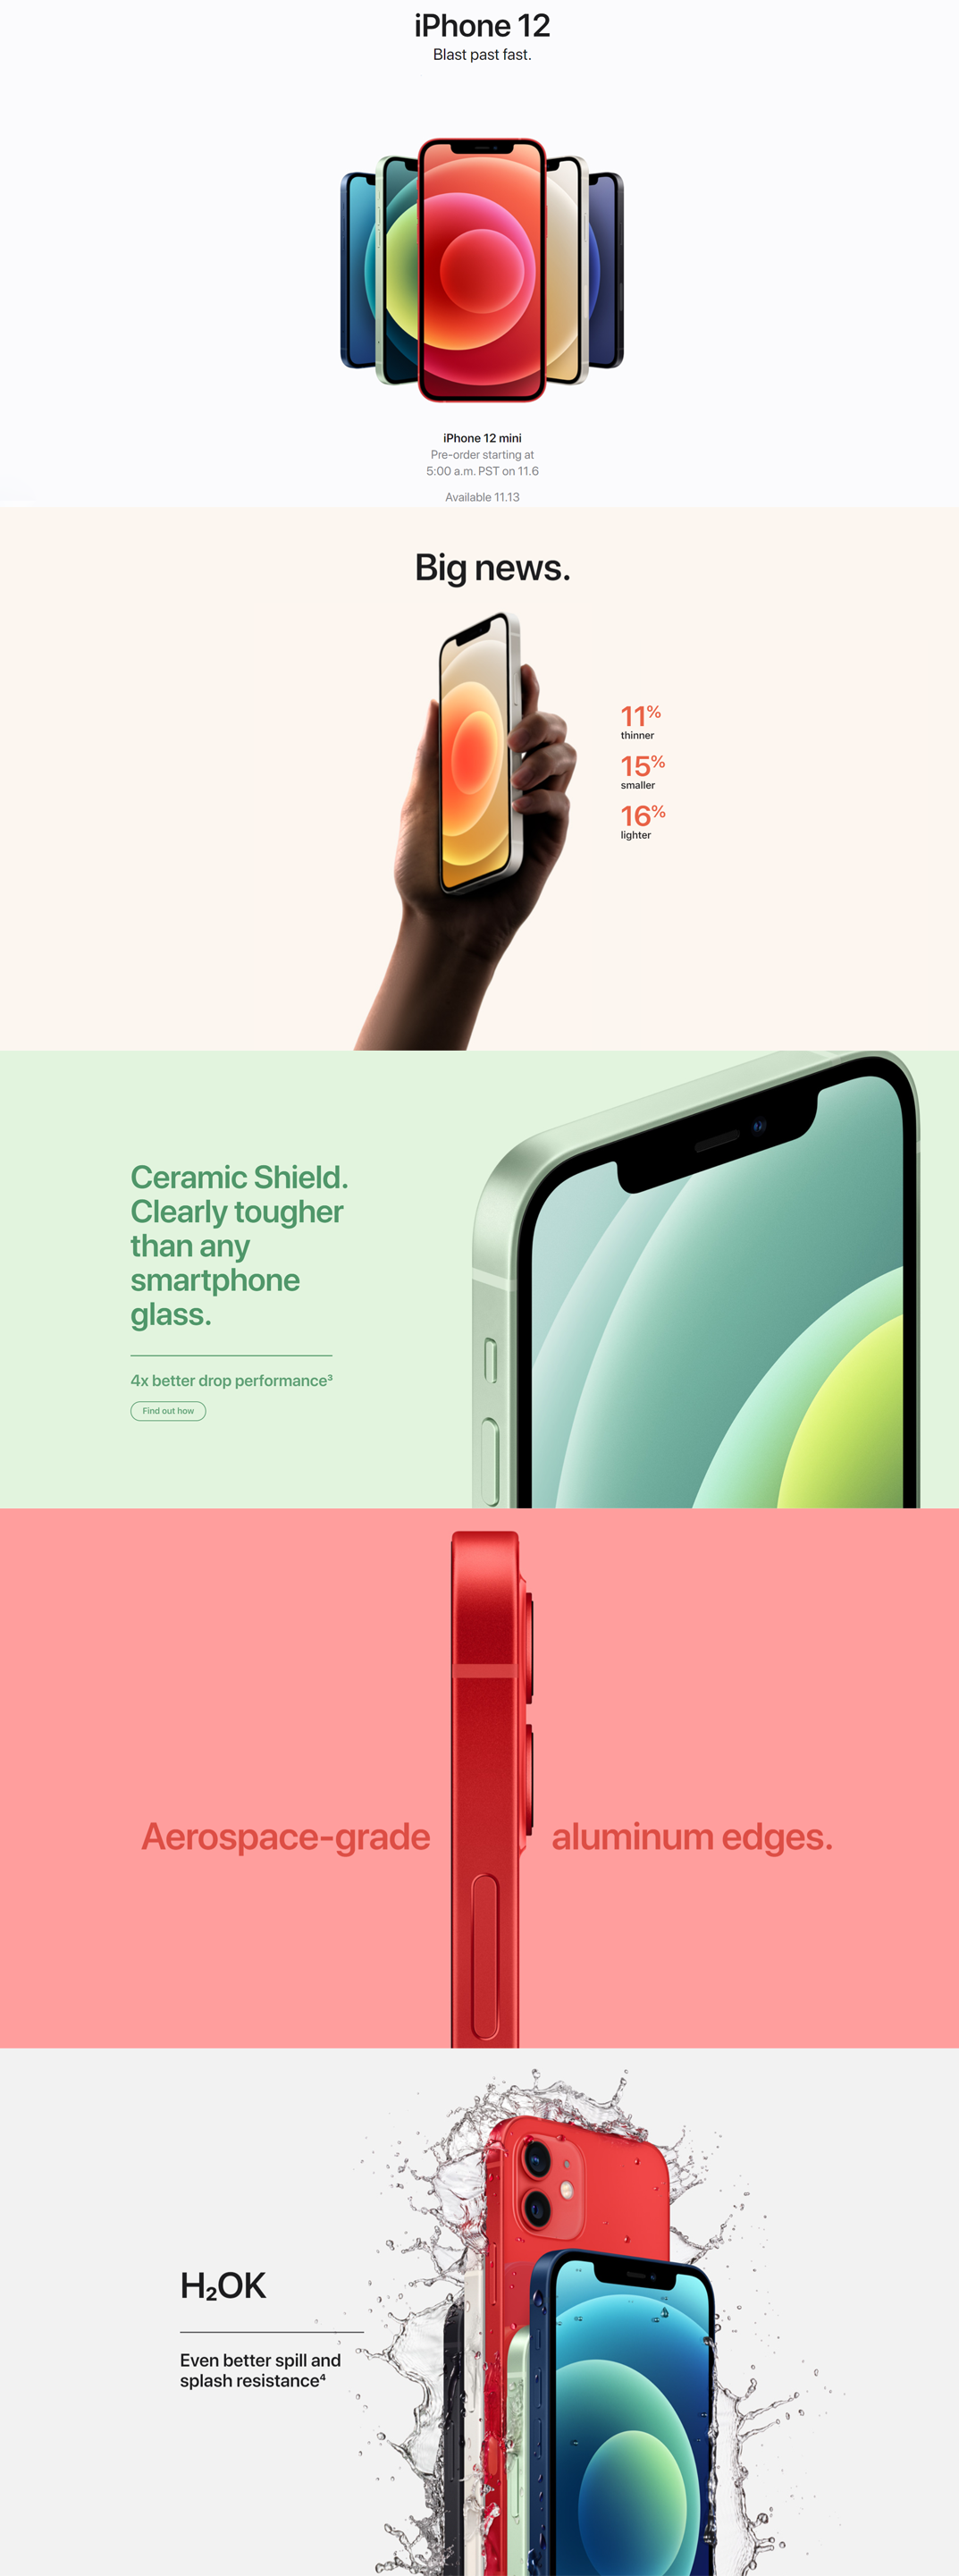 iPhone 12
Blast past fast.
iPhone 12 mini
Pre-order starting at
5:00 a.m. PST on 11.6
Available 11.13
Big news.
11%
thinner
15%
smaller
16%
lighter
Ceramic Shield.
Clearly tougher
than any
smartphone
glass.
4x better drop performance³
Find out how
Aerospace-grade aluminum edges.
H₂OK
Even better spill and
splash resistance⁴